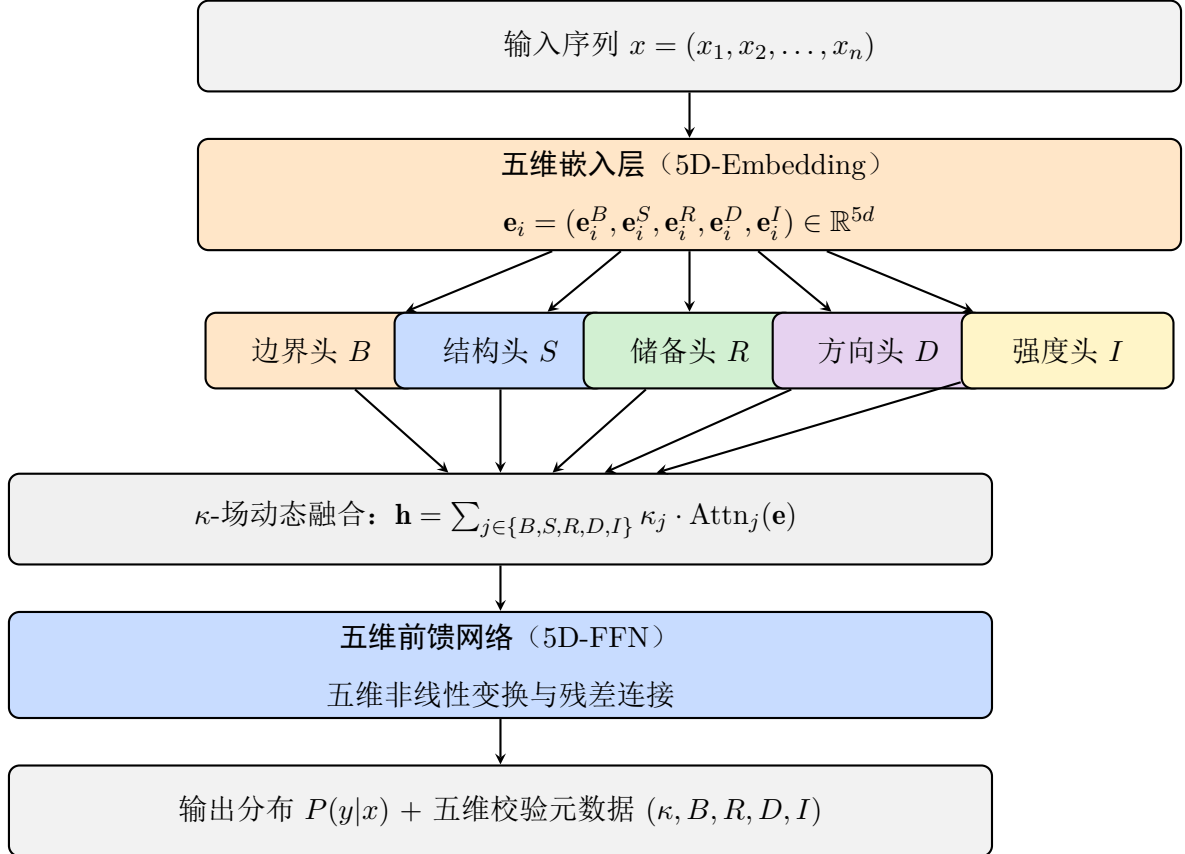 输入序列 x = (x₁, x₂, . . . , xₙ)
五维嵌入层（5D-Embedding）
𝐞ᵢ = (𝐞ᵢᴮ, 𝐞ᵢˢ, 𝐞ᵢᴿ, 𝐞ᵢᴰ, 𝐞ᵢᴵ) ∈ ℝ⁵ᵈ
边界头 B 结构头 S 储备头 R 方向头 D 强度头 I
κ-场动态融合：𝐡 = ∑_{j∈{B,S,R,D,I}} κⱼ · Attnⱼ(𝐞)
五维前馈网络（5D-FFN）
五维非线性变换与残差连接
输出分布 P(y|x) + 五维校验元数据 (κ, B, R, D, I)